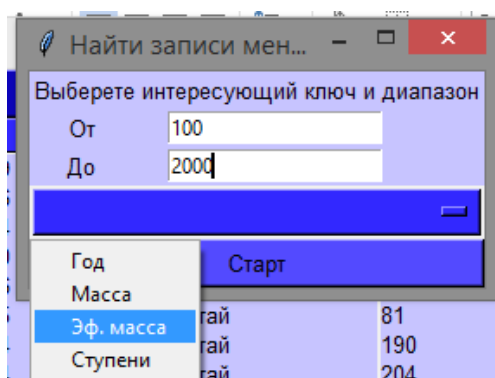 Найти записи мен...
Выберете интересующий ключ и диапазон
От 100
До 2000
Старт
Год
Масса
Эф. масса
Ступени
тай 81
тай 190
тай 204